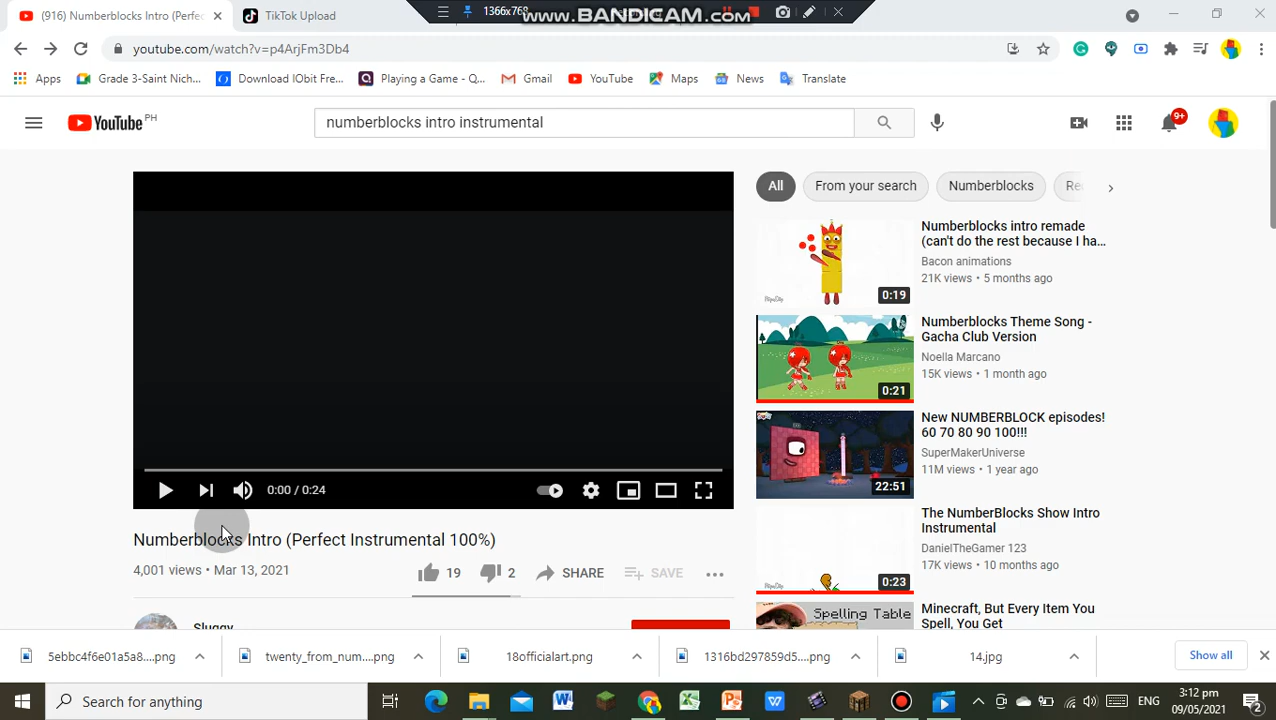 (916) Numberblocks Intro (Perfec
TikTok Upload
1366x768
www.BANDICAM.com
youtube.com/watch?v=p4ArjFm3Db4
Apps
Grade 3-Saint Nich...
Download IObit Fre...
Playing a Game - Q...
Gmail
YouTube
Maps
News
Translate
YouTube PH
numberblocks intro instrumental
9+
All
From your search
Numberblocks
Re
Numberblocks intro remade
(can't do the rest because I ha...
Bacon animations
21K views • 5 months ago
0:19
Numberblocks Theme Song -
Gacha Club Version
Noella Marcano
15K views • 1 month ago
0:21
New NUMBERBLOCK episodes!
60 70 80 90 100!!!
SuperMakerUniverse
11M views • 1 year ago
22:51
The NumberBlocks Show Intro
Instrumental
DanielTheGamer 123
17K views • 10 months ago
0:23
Minecraft, But Every Item You
Spell, You Get
Spelling Table
0:00 / 0:24
Numberblocks Intro (Perfect Instrumental 100%)
4,001 views • Mar 13, 2021
19
2
SHARE
SAVE
Sluggy
5ebbc4f6e01a5a8....png
twenty_from_num....png
18officialart.png
1316bd297859d5....png
14.jpg
Show all
Search for anything
ENG
3:12 pm
09/05/2021
2